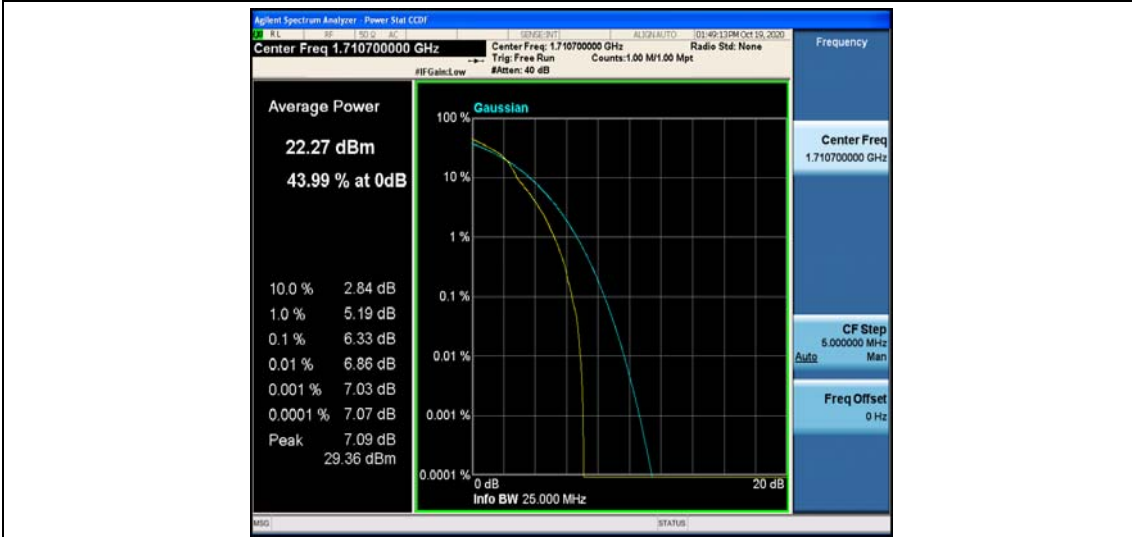 Agilent Spectrum Analyzer - Power Stat CCDF
RL RF 50 Ω AC SENSE:INT ALIGNAUTO 01:49:13 PM Oct 19, 2020
Center Freq 1.710700000 GHz
Center Freq: 1.710700000 GHz Radio Std: None
Trig: Free Run Counts:1.00 M/1.00 Mpt
#IFGain:Low #Atten: 40 dB
Frequency
Average Power
22.27 dBm
43.99 % at 0dB
10.0 % 2.84 dB
1.0 % 5.19 dB
0.1 % 6.33 dB
0.01 % 6.86 dB
0.001 % 7.03 dB
0.0001 % 7.07 dB
Peak 7.09 dB
29.36 dBm
Gaussian
100 %
10 %
1 %
0.1 %
0.01 %
0.001 %
0.0001 %
0 dB 20 dB
Info BW 25.000 MHz
Center Freq
1.710700000 GHz
CF Step
5.000000 MHz
Auto Man
Freq Offset
0 Hz
MSG STATUS